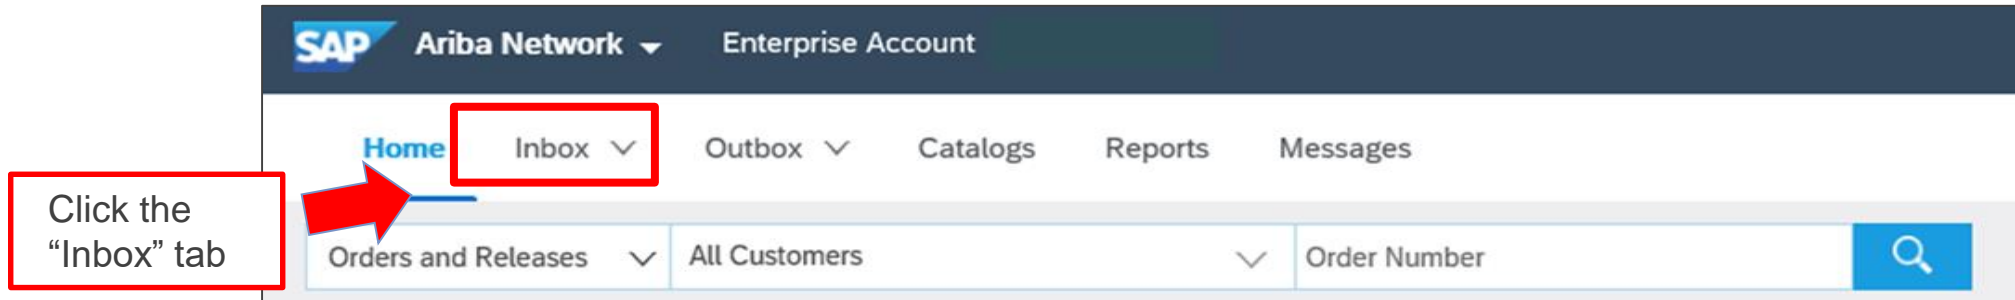 SAP Ariba Network Enterprise Account
Home Inbox Outbox Catalogs Reports Messages
Click the
“Inbox” tab
Orders and Releases All Customers Order Number